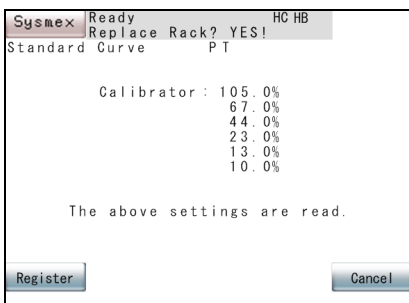 Sysmex Ready HC HB
Replace Rack? YES!
Standard Curve PT
Calibrator: 105.0%
67.0%
44.0%
23.0%
13.0%
10.0%
The above settings are read.
Register Cancel